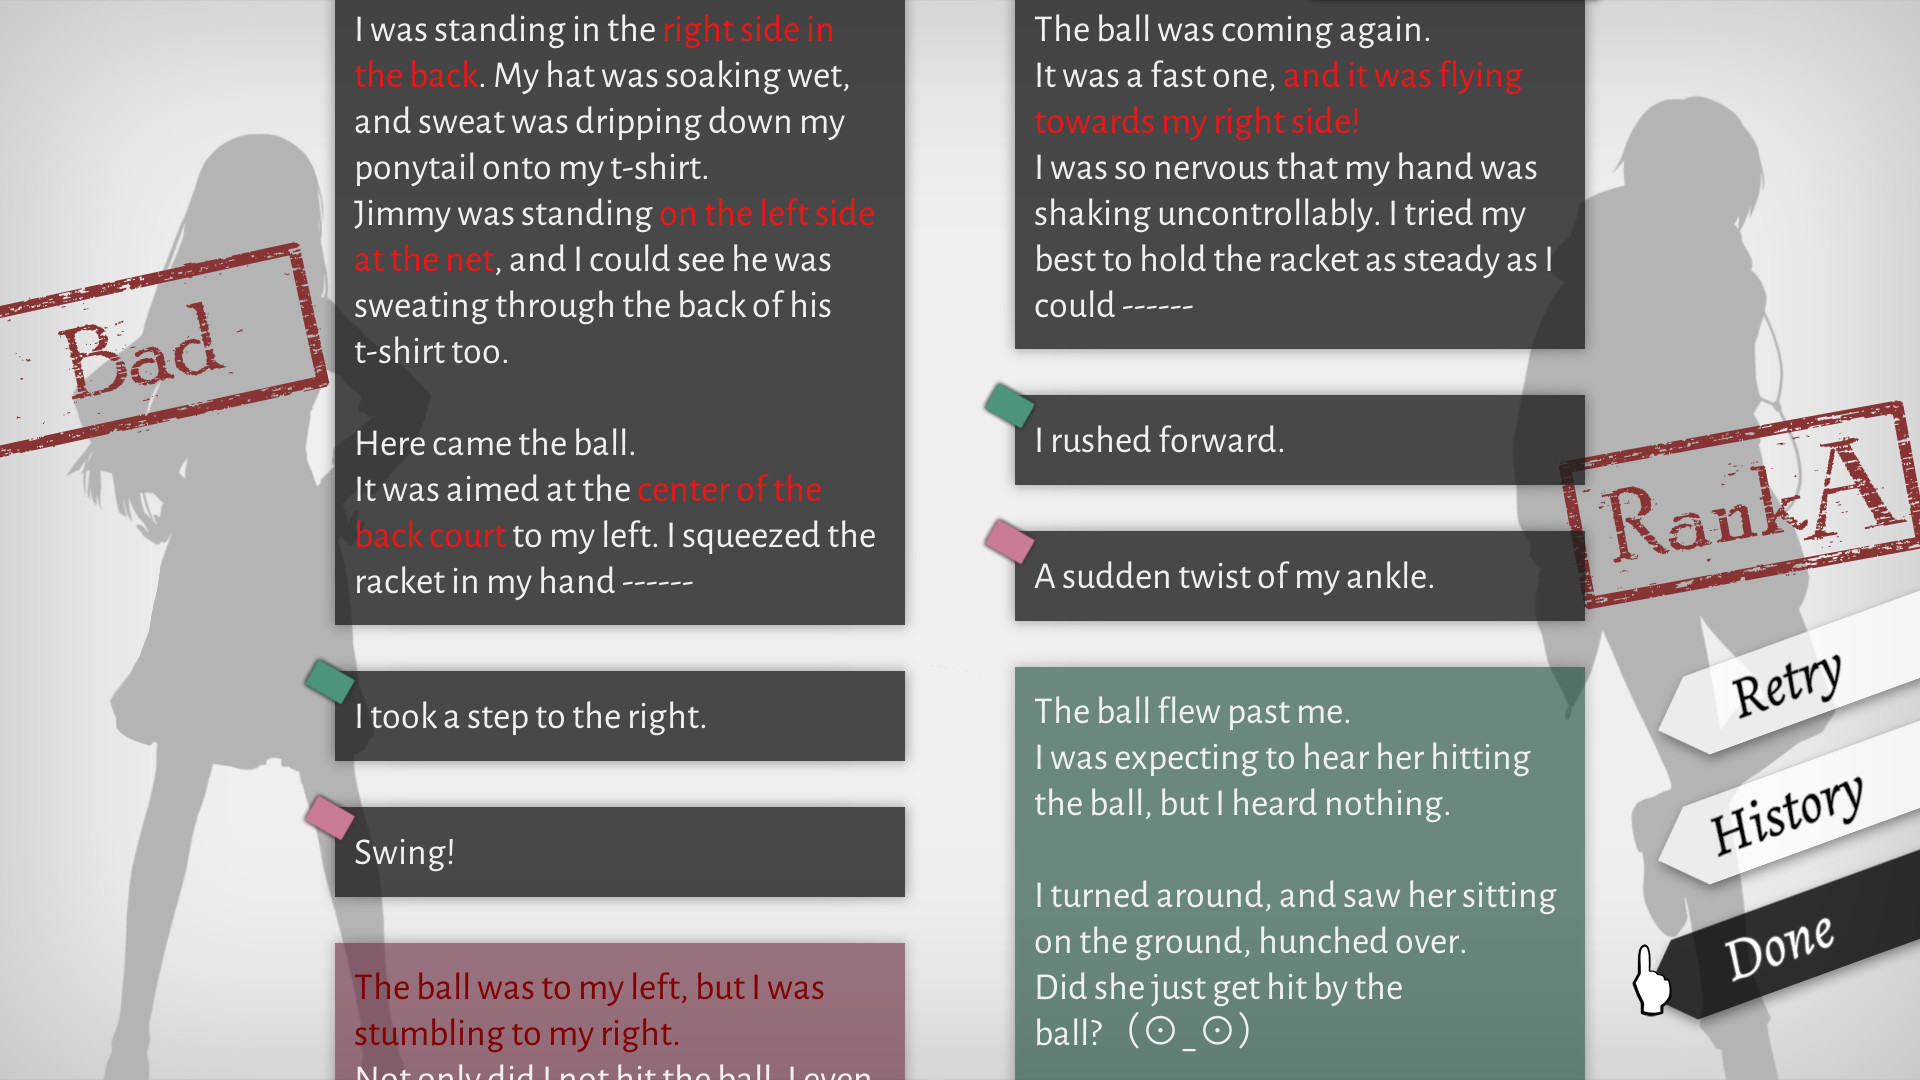 I was standing in the right side in
the back. My hat was soaking wet,
and sweat was dripping down my
ponytail onto my t-shirt.
Jimmy was standing on the left side
at the net, and I could see he was
sweating through the back of his
t-shirt too.
Here came the ball.
It was aimed at the center of the
back court to my left. I squeezed the
racket in my hand ------
I took a step to the right.
Swing!
The ball was to my left, but I was
stumbling to my right.
Not only did I not hit the ball, I even
Bad
The ball was coming again.
It was a fast one, and it was flying
towards my right side!
I was so nervous that my hand was
shaking uncontrollably. I tried my
best to hold the racket as steady as I
could ------
I rushed forward.
A sudden twist of my ankle.
The ball flew past me.
I was expecting to hear her hitting
the ball, but I heard nothing.
I turned around, and saw her sitting
on the ground, hunched over.
Did she just get hit by the
ball? (⊙_⊙)
Rank A
Retry
History
Done